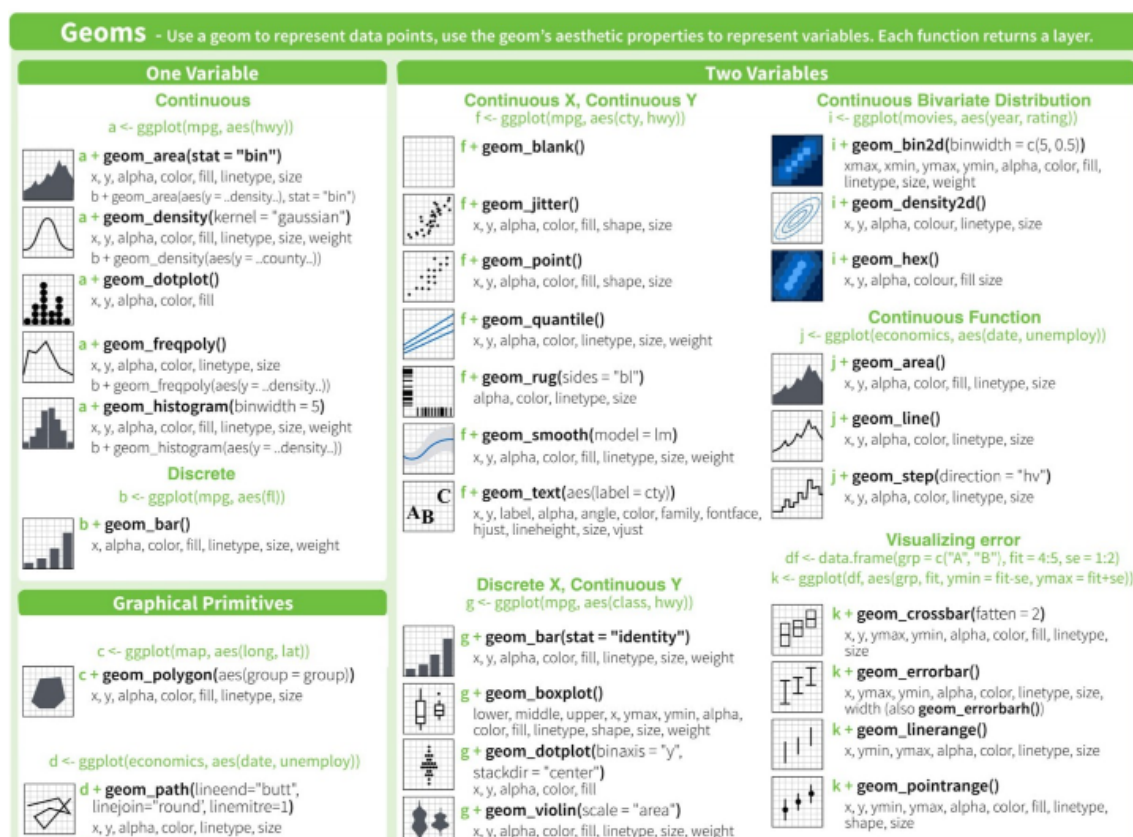 Geoms - Use a geom to represent data points, use the geom's aesthetic properties to represent variables. Each function returns a layer.
One Variable
Continuous
a <- ggplot(mpg, aes(hwy))
a + geom_area(stat = "bin")
x, y, alpha, color, fill, linetype, size
b + geom_area(aes(y = ..density..), stat = "bin")
a + geom_density(kernel = "gaussian")
x, y, alpha, color, fill, linetype, size, weight
b + geom_density(aes(y = ..county..))
a + geom_dotplot()
x, y, alpha, color, fill
a + geom_freqpoly()
x, y, alpha, color, linetype, size
b + geom_freqpoly(aes(y = ..density..))
a + geom_histogram(binwidth = 5)
x, y, alpha, color, fill, linetype, size, weight
b + geom_histogram(aes(y = ..density..))
Discrete
b <- ggplot(mpg, aes(fl))
b + geom_bar()
x, alpha, color, fill, linetype, size, weight
Graphical Primitives
c <- ggplot(map, aes(long, lat))
c + geom_polygon(aes(group = group))
x, y, alpha, color, fill, linetype, size
d <- ggplot(economics, aes(date, unemploy))
d + geom_path(lineend="butt",
linejoin="round', linemitre=1)
x, y, alpha, color, linetype, size
Two Variables
Continuous X, Continuous Y
f <- ggplot(mpg, aes(cty, hwy))
f + geom_blank()
f + geom_jitter()
x, y, alpha, color, fill, shape, size
f + geom_point()
x, y, alpha, color, fill, shape, size
f + geom_quantile()
x, y, alpha, color, linetype, size, weight
f + geom_rug(sides = "bl")
alpha, color, linetype, size
f + geom_smooth(model = lm)
x, y, alpha, color, fill, linetype, size, weight
C
AB
f + geom_text(aes(label = cty))
x, y, label, alpha, angle, color, family, fontface,
hjust, lineheight, size, vjust
Discrete X, Continuous Y
g <- ggplot(mpg, aes(class, hwy))
g + geom_bar(stat = "identity")
x, y, alpha, color, fill, linetype, size, weight
g + geom_boxplot()
lower, middle, upper, x, ymax, ymin, alpha,
color, fill, linetype, shape, size, weight
g + geom_dotplot(binaxis = "y",
stackdir = "center")
x, y, alpha, color, fill
g + geom_violin(scale = "area")
x, y, alpha, color, fill, linetype, size, weight
Continuous Bivariate Distribution
i <- ggplot(movies, aes(year, rating))
i + geom_bin2d(binwidth = c(5, 0.5))
xmax, xmin, ymax, ymin, alpha, color, fill,
linetype, size, weight
i + geom_density2d()
x, y, alpha, colour, linetype, size
i + geom_hex()
x, y, alpha, colour, fill size
Continuous Function
j <- ggplot(economics, aes(date, unemploy))
j + geom_area()
x, y, alpha, color, fill, linetype, size
j + geom_line()
x, y, alpha, color, linetype, size
j + geom_step(direction = "hv")
x, y, alpha, color, linetype, size
Visualizing error
df <- data.frame(grp = c("A", "B"), fit = 4:5, se = 1:2)
k <- ggplot(df, aes(grp, fit, ymin = fit-se, ymax = fit+se))
k + geom_crossbar(fatten = 2)
x, y, ymax, ymin, alpha, color, fill, linetype,
size
k + geom_errorbar()
x, ymax, ymin, alpha, color, linetype, size,
width (also geom_errorbarh())
k + geom_linerange()
x, ymin, ymax, alpha, color, linetype, size
k + geom_pointrange()
x, y, ymin, ymax, alpha, color, fill, linetype,
shape, size